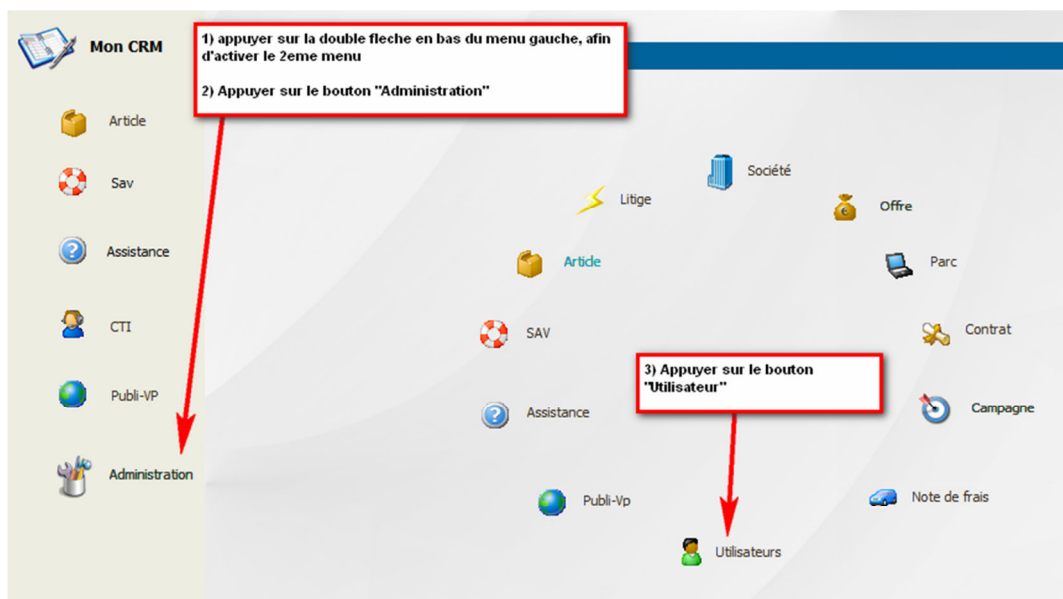 Mon CRM
1) appuyer sur la double fleche en bas du menu gauche, afin
d'activer le 2eme menu
2) Appuyer sur le bouton "Administration"
Article
Sav
Assistance
CTI
Publi-VP
Administration
Société
Litige
Offre
Article
Parc
SAV
Contrat
3) Appuyer sur le bouton
"Utilisateur"
Assistance
Campagne
Publi-Vp
Note de frais
Utilisateurs